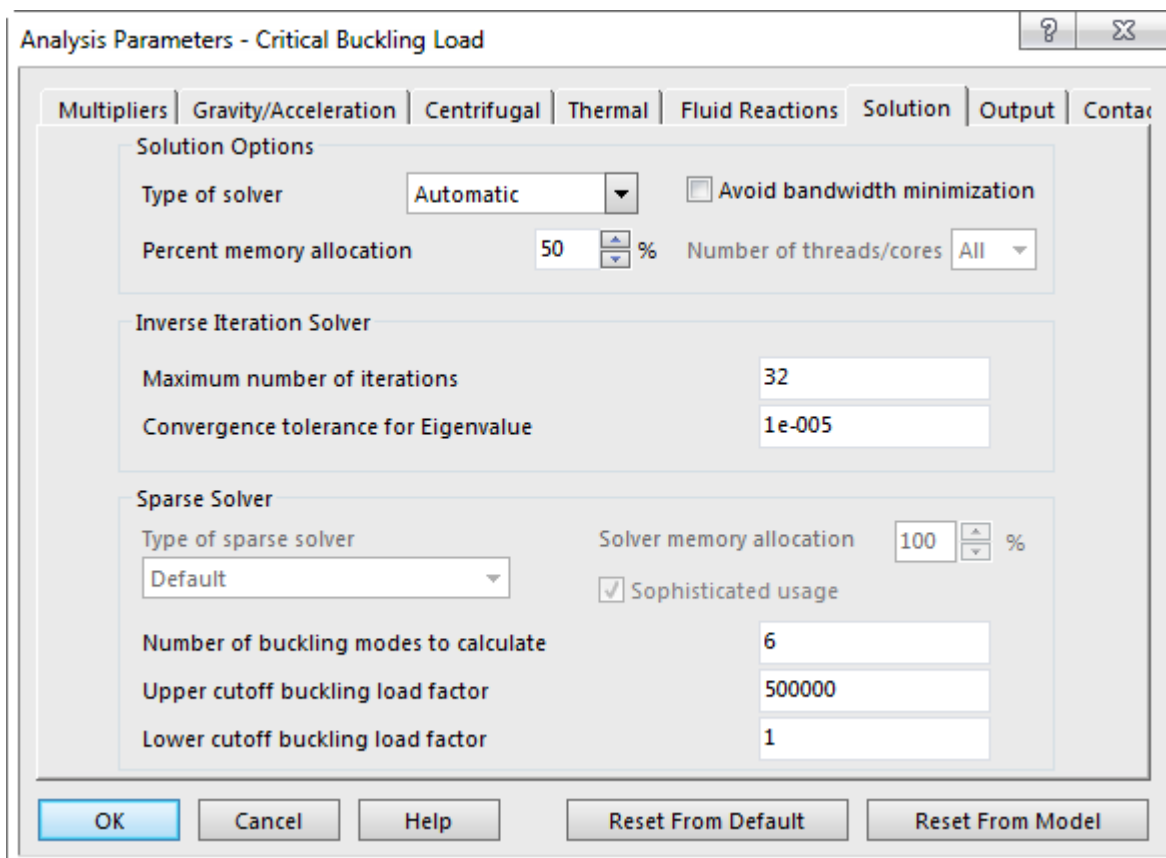 Analysis Parameters - Critical Buckling Load
Multipliers Gravity/Acceleration Centrifugal Thermal Fluid Reactions Solution Output Contac
Solution Options
Type of solver Automatic Avoid bandwidth minimization
Percent memory allocation 50 % Number of threads/cores All
Inverse Iteration Solver
Maximum number of iterations 32
Convergence tolerance for Eigenvalue 1e-005
Sparse Solver
Type of sparse solver Solver memory allocation 100 %
Default Sophisticated usage
Number of buckling modes to calculate 6
Upper cutoff buckling load factor 500000
Lower cutoff buckling load factor 1
OK Cancel Help Reset From Default Reset From Model